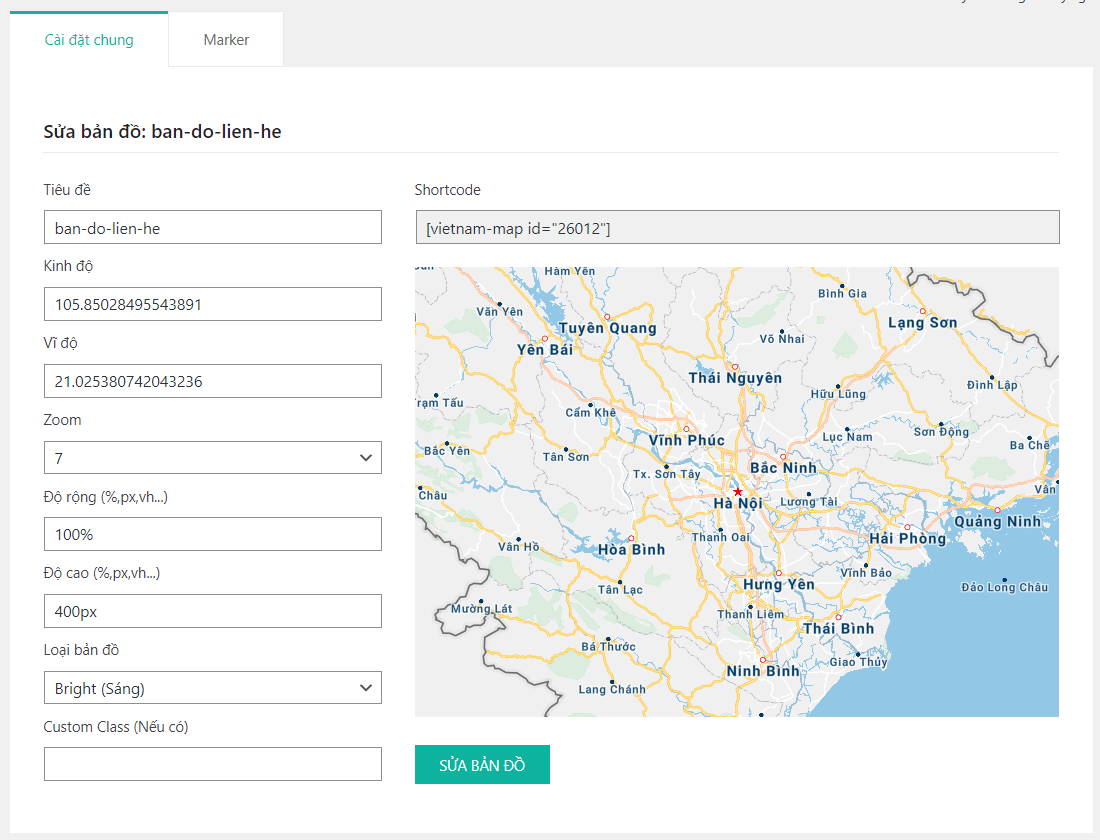 Cài đặt chung
Marker
Sửa bản đồ: ban-do-lien-he
Tiêu đề
ban-do-lien-he
Kinh độ
105.85028495543891
Vĩ độ
21.025380742043236
Zoom
7
Độ rộng (%,px,vh...)
100%
Độ cao (%,px,vh...)
400px
Loại bản đồ
Bright (Sáng)
Custom Class (Nếu có)
Shortcode
[vietnam-map id="26012"]
Hàm Yên
Bình Gia
Văn Yên
Tuyên Quang
Lạng Sơn
Võ Nhai
Yên Bái
Thái Nguyên
Đình Lập
Hữu Lũng
Cẩm Khê
Vĩnh Phúc
Lục Nam
Sơn Động
Ba Chẽ
Bắc Yên
Tân Sơn
Tx. Sơn Tây
Bắc Ninh
Châu
Hà Nội
Lương Tài
Vân
Quảng Ninh
Thanh Oai
Hải Phòng
Vân Hồ
Hòa Bình
Vĩnh Bảo
Tân Lạc
Hưng Yên
Đảo Long Châu
Mường Lát
Thanh Liêm
Thái Bình
Bá Thước
Giao Thủy
Ninh Bình
Lang Chánh
SỬA BẢN ĐỒ